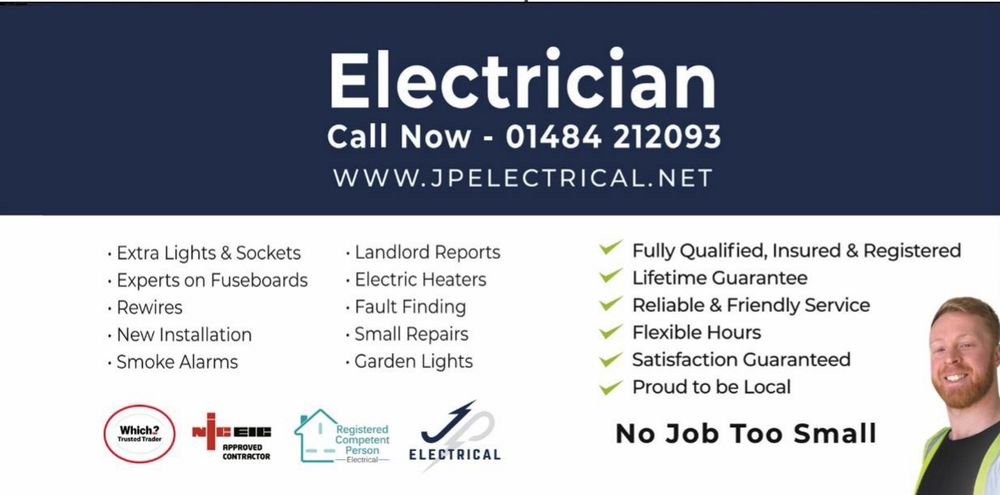 Electrician
Call Now - 01484 212093
WWW.JPELECTRICAL.NET
· Extra Lights & Sockets
· Experts on Fuseboards
· Rewires
· New Installation
· Smoke Alarms
· Landlord Reports
· Electric Heaters
· Fault Finding
· Small Repairs
· Garden Lights
Fully Qualified, Insured & Registered
Lifetime Guarantee
Reliable & Friendly Service
Flexible Hours
Satisfaction Guaranteed
Proud to be Local
No Job Too Small
Which?
Trusted Trader
NICEIC
APPROVED
CONTRACTOR
Registered
Competent
Person
Electrical
JP
ELECTRICAL